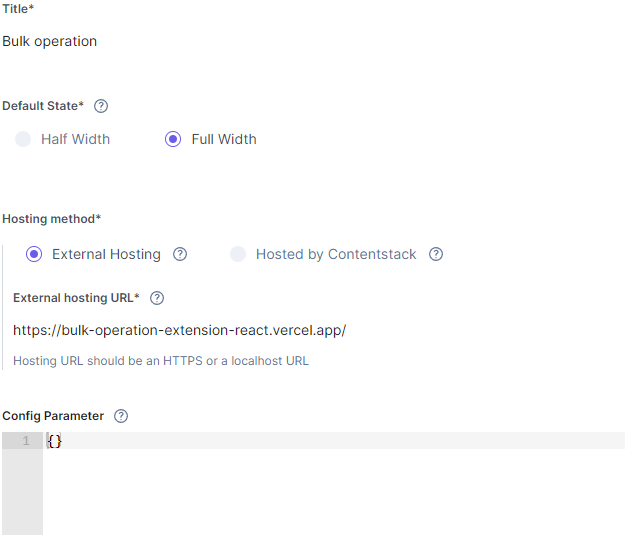 Title*
Bulk operation
Default State* ?
Half Width Full Width
Hosting method*
External Hosting ? Hosted by Contentstack ?
External hosting URL* ?
https://bulk-operation-extension-react.vercel.app/
Hosting URL should be an HTTPS or a localhost URL
Config Parameter ?
1 {}